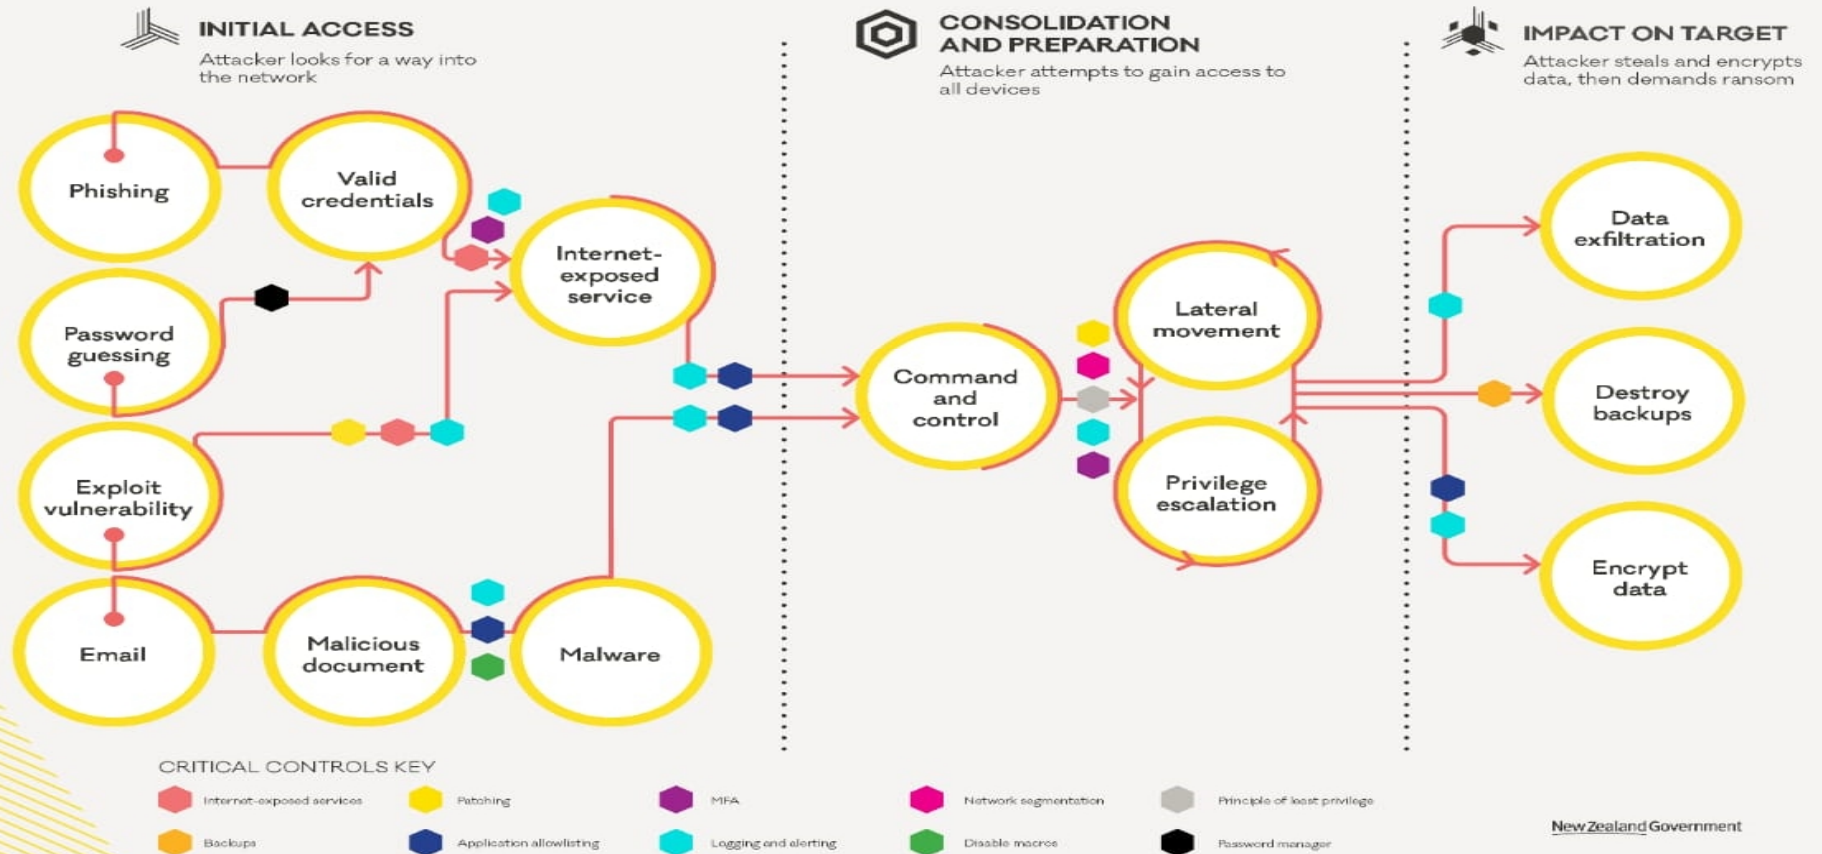 INITIAL ACCESS
Attacker looks for a way into
the network
CONSOLIDATION
AND PREPARATION
Attacker attempts to gain access to
all devices
IMPACT ON TARGET
Attacker steals and encrypts
data, then demands ransom
Phishing
Valid
credentials
Password
guessing
Internet-
exposed
service
Exploit
vulnerability
Email
Malicious
document
Malware
Command
and
control
Lateral
movement
Privilege
escalation
Data
exfiltration
Destroy
backups
Encrypt
data
CRITICAL CONTROLS KEY
Internet-exposed services
Patching
MFA
Network segmentation
Principle of least privilege
Backups
Application allowlisting
Logging and alerting
Disable macros
Password manager
New Zealand Government